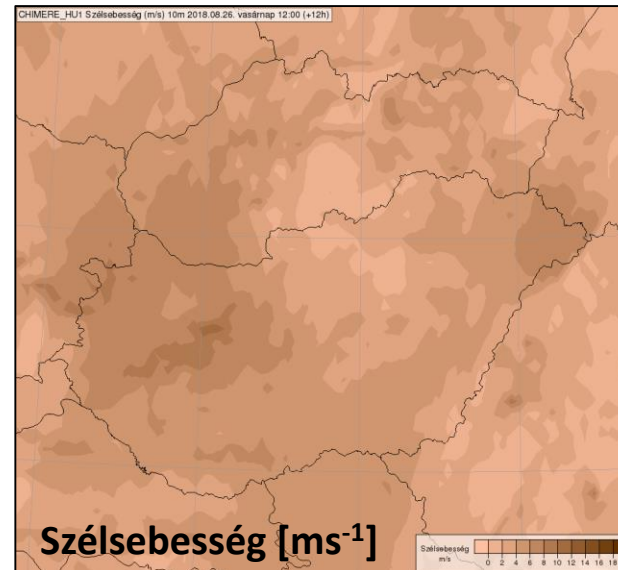 CHIMERE_HU1 Szélsebesség (m/s) 10m 2018.08.26. vasárnap 12:00 (+12h)
Szélsebesség [ms⁻¹]
Szélsebesség
m/s
0 2 4 6 8 10 12 14 16 18